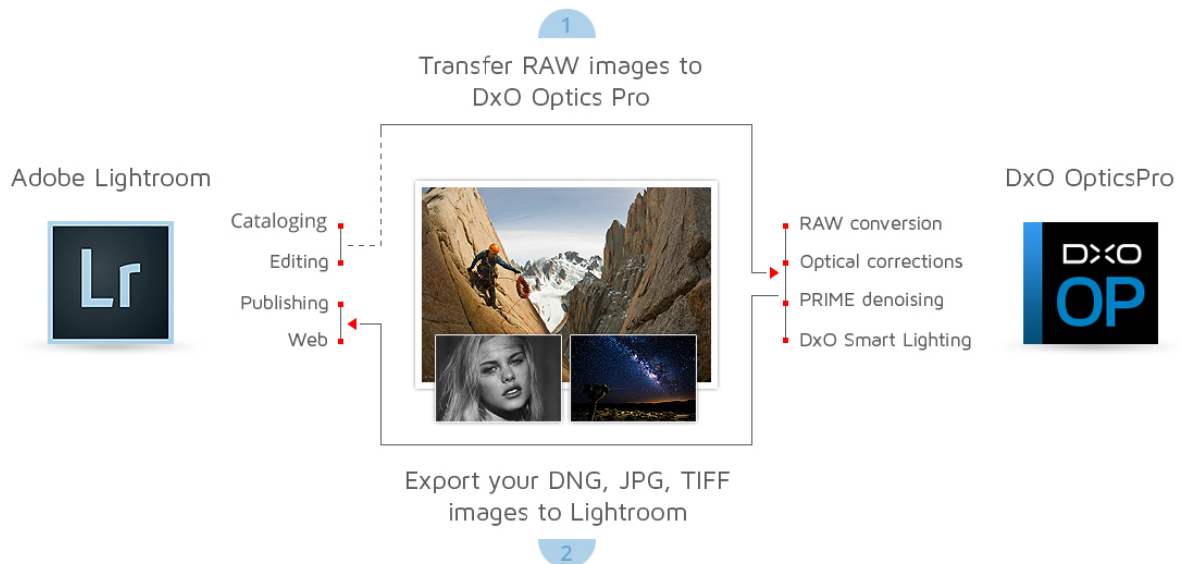 1
Transfer RAW images to
DxO Optics Pro
Adobe Lightroom
Lr
Cataloging
Editing
Publishing
Web
RAW conversion
Optical corrections
PRIME denoising
DxO Smart Lighting
DxO OpticsPro
DXO
OP
Export your DNG, JPG, TIFF
images to Lightroom
2